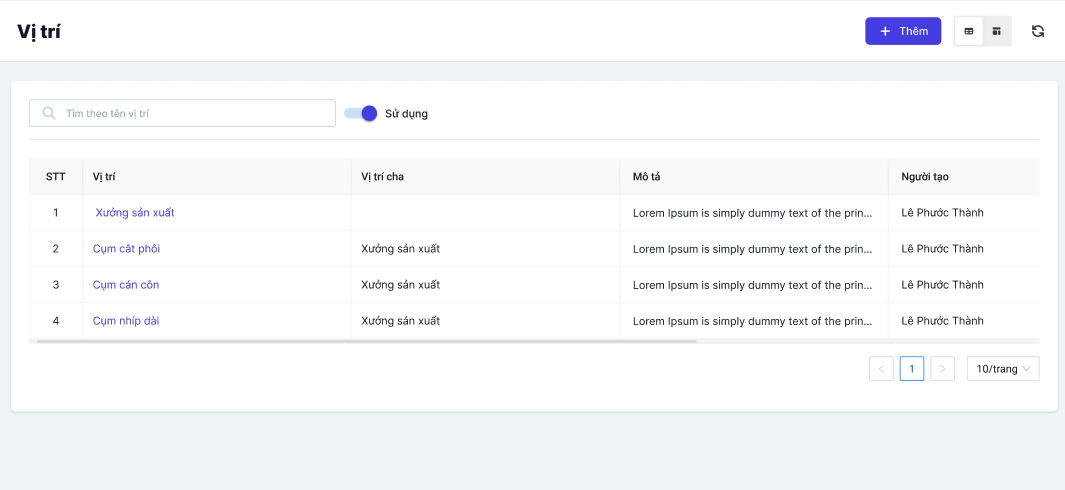 Vị trí
Thêm
Tìm theo tên vị trí
Sử dụng
STT Vị trí Vị trí cha Mô tả Người tạo
1 Xưởng sản xuất Lorem Ipsum is simply dummy text of the prin... Lê Phước Thành
2 Cụm cắt phôi Xưởng sản xuất Lorem Ipsum is simply dummy text of the prin... Lê Phước Thành
3 Cụm cán côn Xưởng sản xuất Lorem Ipsum is simply dummy text of the prin... Lê Phước Thành
4 Cụm nhíp dài Xưởng sản xuất Lorem Ipsum is simply dummy text of the prin... Lê Phước Thành
1 10/trang